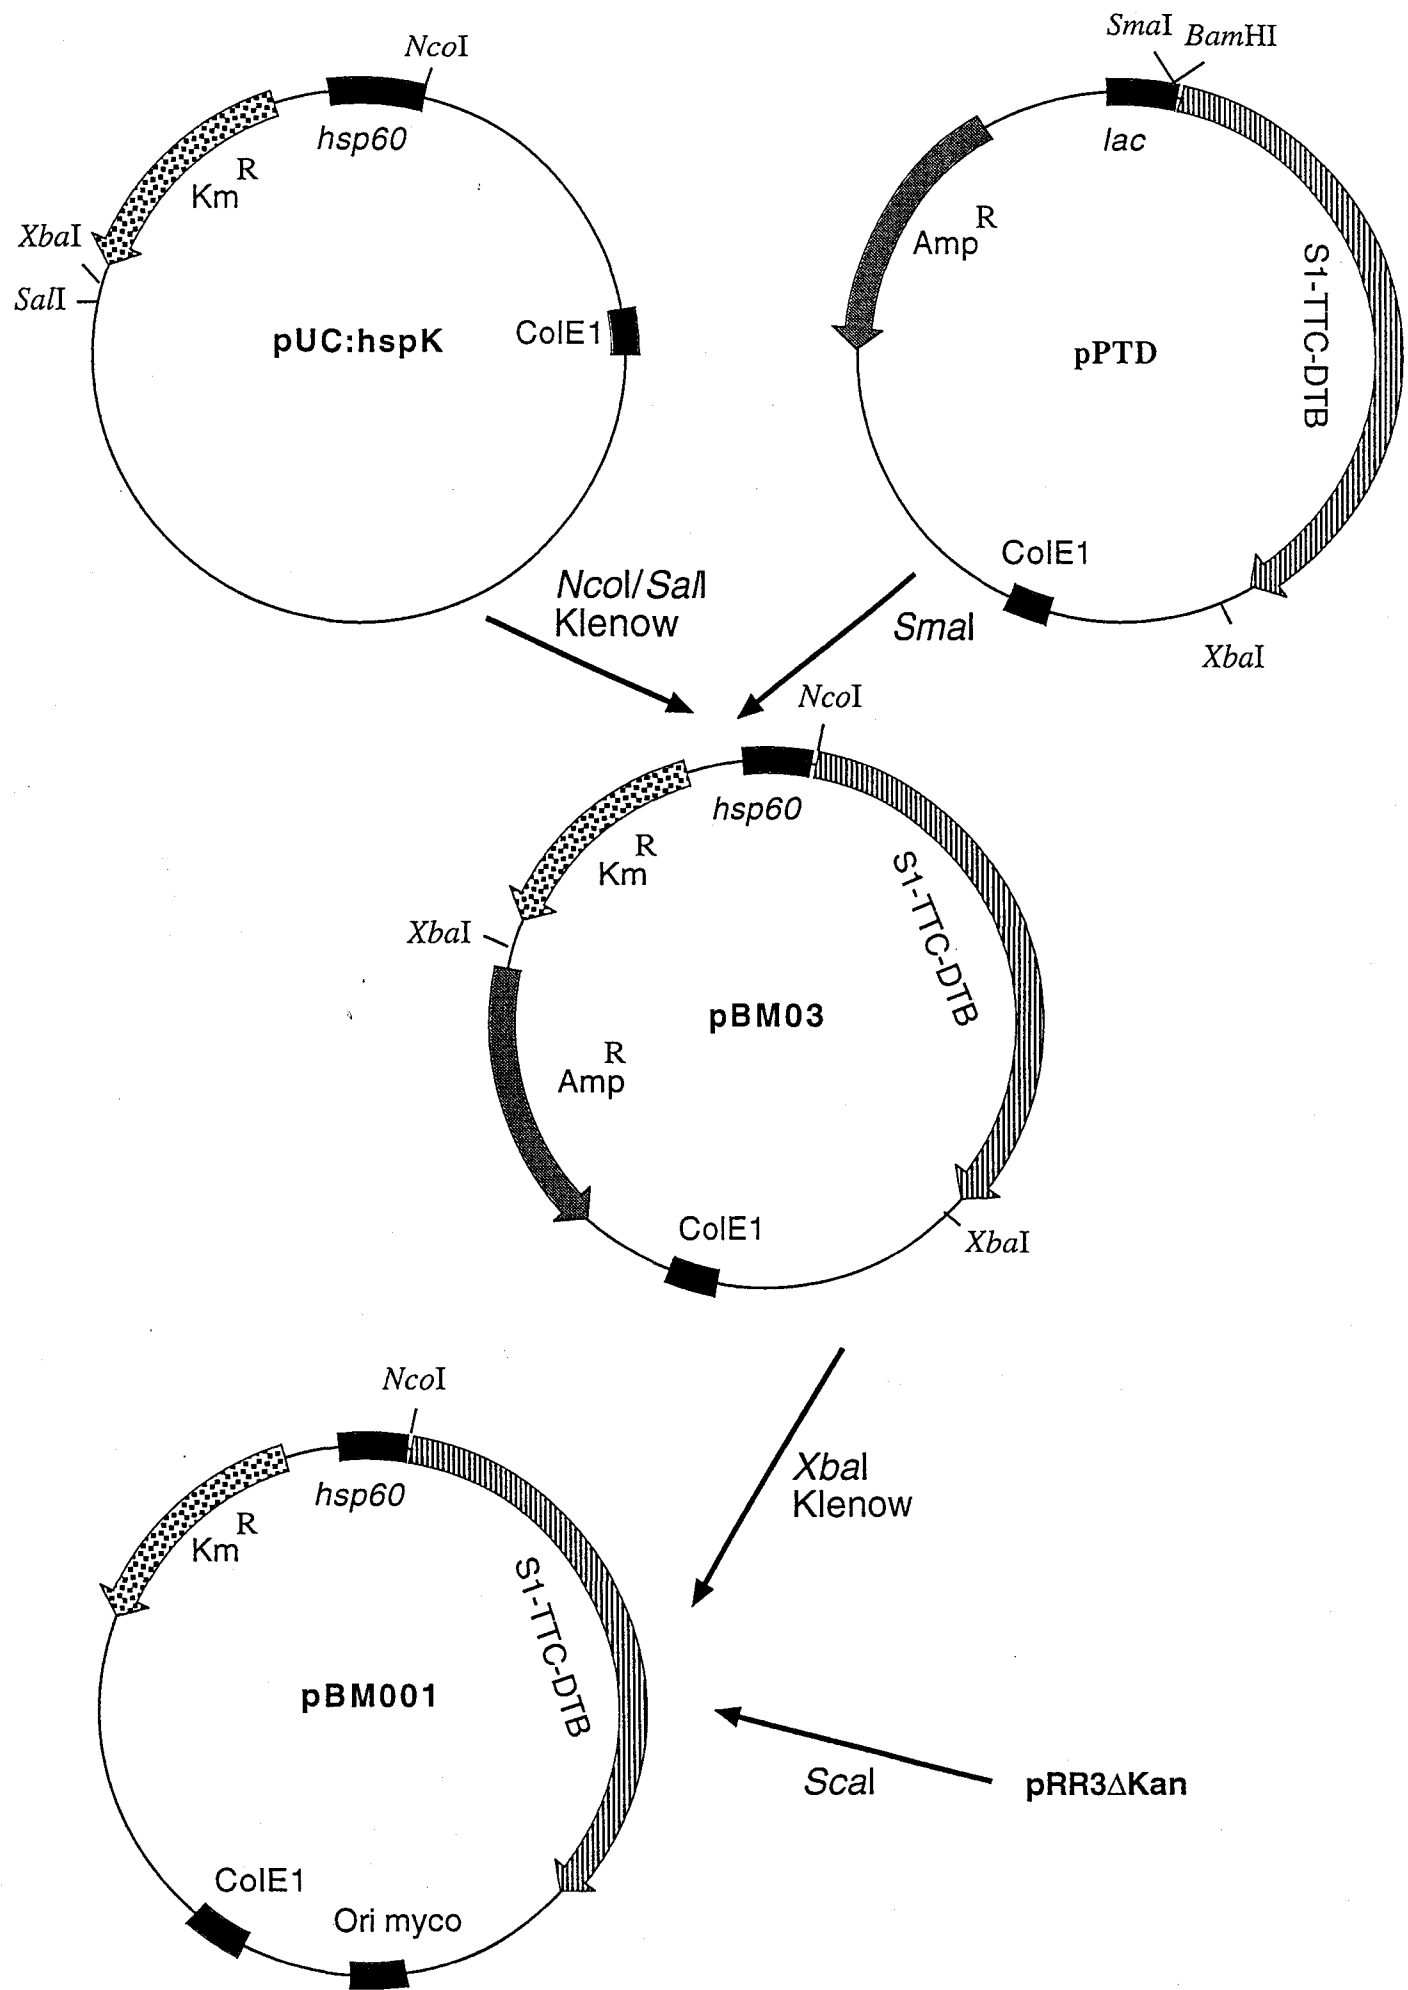 NcoI
hsp60
Km^R
XbaI
SalI
pUC:hspK
ColE1
SmaI BamHI
lac
Amp^R
S1-TTC-DTB
pPTD
ColE1
XbaI
NcoI/SalI
Klenow
SmaI
NcoI
hsp60
Km^R
XbaI
S1-TTC-DTB
pBM03
Amp^R
ColE1
XbaI
XbaI
Klenow
NcoI
hsp60
Km^R
S1-TTC-DTB
pBM001
ColE1
Ori myco
ScaI
pRR3ΔKan